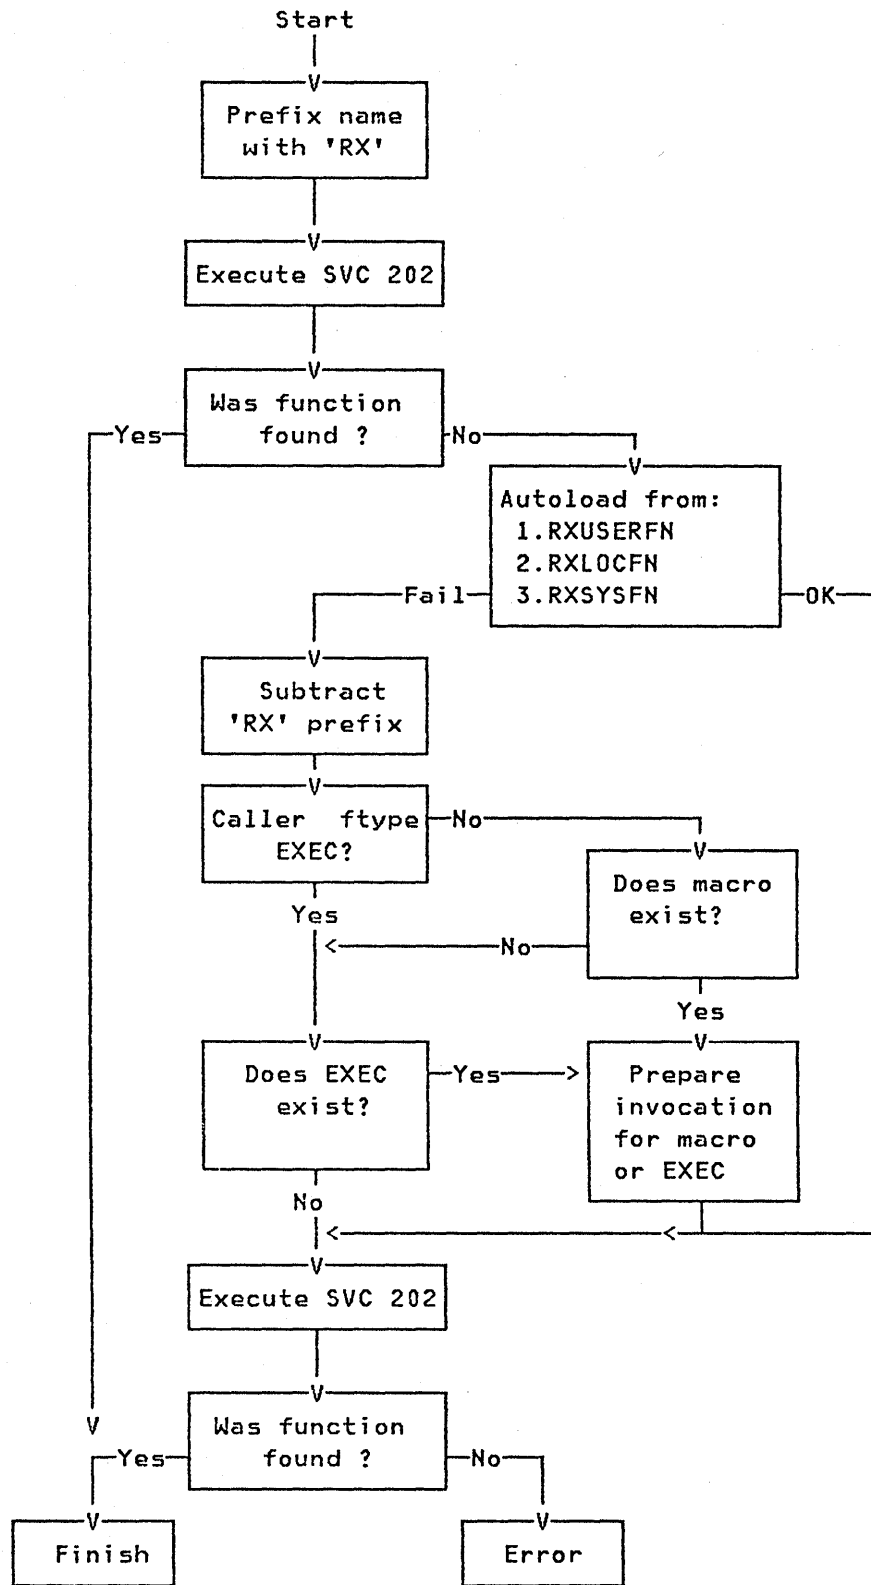 Start
Prefix name
with 'RX'
Execute SVC 202
Was function
found ?
Yes
No
Autoload from:
1.RXUSERFN
2.RXLOCFN
3.RXSYSFN
Fail
OK
Subtract
'RX' prefix
Caller ftype
EXEC?
No
Does macro
exist?
Yes
No
Yes
Does EXEC
exist?
Yes
Prepare
invocation
for macro
or EXEC
No
Execute SVC 202
Was function
found ?
Yes
No
Finish
Error